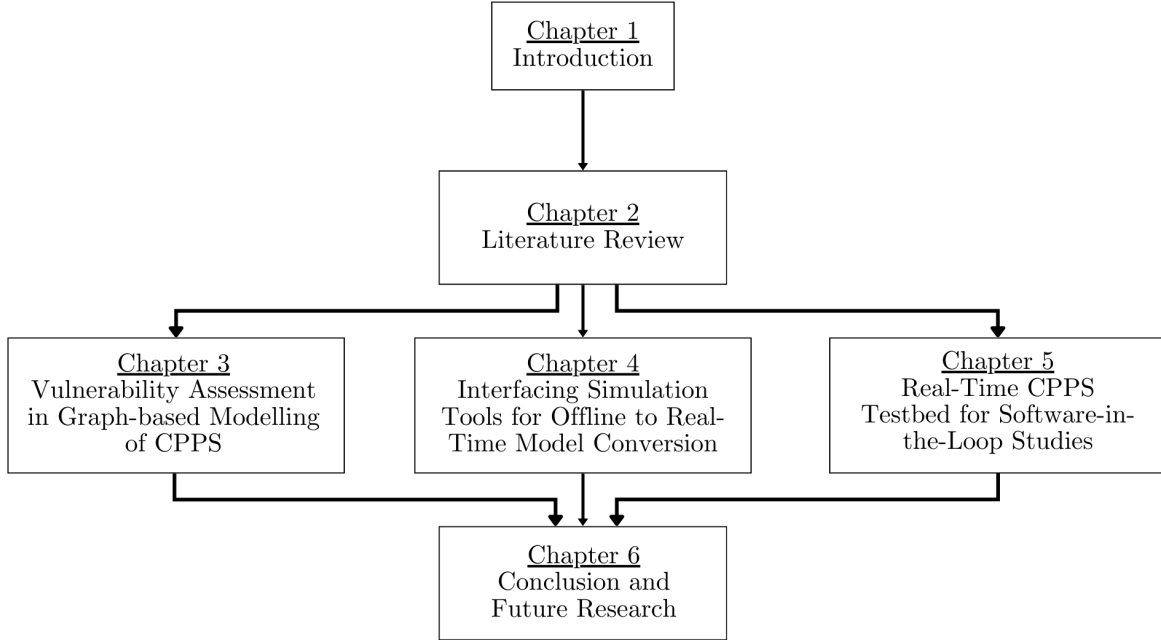 Chapter 1
Introduction
Chapter 2
Literature Review
Chapter 3
Vulnerability Assessment
in Graph-based Modelling
of CPPS
Chapter 4
Interfacing Simulation
Tools for Offline to Real-
Time Model Conversion
Chapter 5
Real-Time CPPS
Testbed for Software-in-
the-Loop Studies
Chapter 6
Conclusion and
Future Research